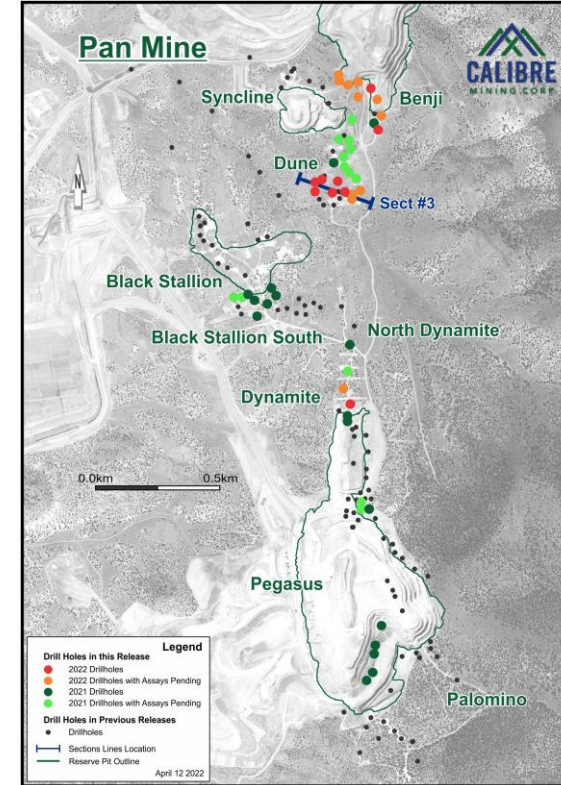 Pan Mine
CALIBRE
MINING CORP
Syncline
Benji
Dune
N
Sect #3
Black Stallion
Black Stallion South
North Dynamite
Dynamite
0.0km 0.5km
Pegasus
Palomino
Legend
Drill Holes in this Release
2022 Drillholes
2022 Drillholes with Assays Pending
2021 Drillholes
2021 Drillholes with Assays Pending
Drill Holes in Previous Releases
Drillholes
Sections Lines Location
Reserve Pit Outline
April 12 2022